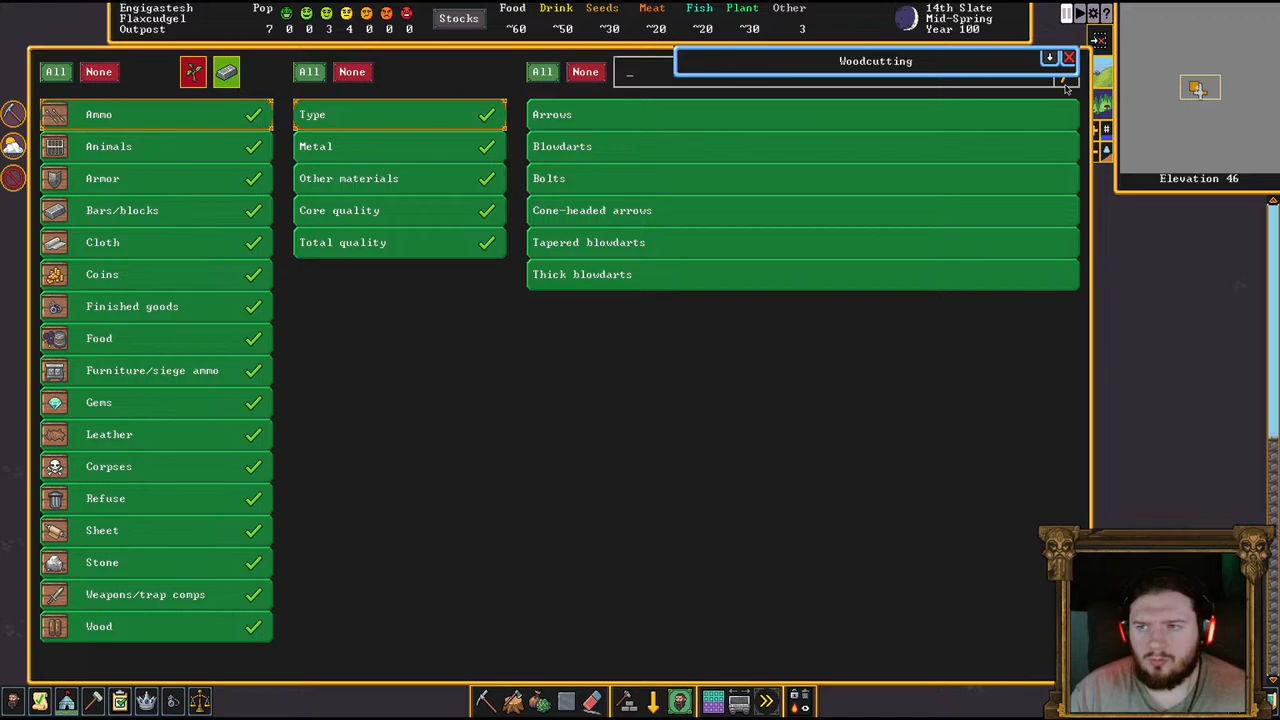 Engigastesh
Flaxcudgel
Outpost
Pop
7 0 0 3 4 0 0 0
Stocks
Food Drink Seeds Meat Fish Plant Other
~60 ~50 ~30 ~20 ~20 ~30 3
14th Slate
Mid-Spring
Year 100
Woodcutting
All None
All None
All None
_
Ammo
Animals
Armor
Bars/blocks
Cloth
Coins
Finished goods
Food
Furniture/siege ammo
Gems
Leather
Corpses
Refuse
Sheet
Stone
Weapons/trap comps
Wood
Type
Metal
Other materials
Core quality
Total quality
Arrows
Blowdarts
Bolts
Cone-headed arrows
Tapered blowdarts
Thick blowdarts
Elevation 46